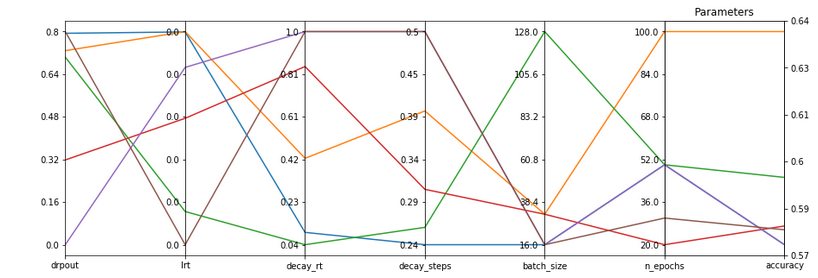 Parameters
0.8 0.0 1.0 0.5 128.0 100.0 0.64
0.64 0.0 0.81 0.45 105.6 84.0 0.63
0.48 0.0 0.61 0.39 83.2 68.0 0.61
0.32 0.0 0.42 0.34 60.8 52.0 0.6
0.16 0.0 0.23 0.29 38.4 36.0 0.59
0.0 0.0 0.04 0.24 16.0 20.0 0.57
drpout lrt decay_rt decay_steps batch_size n_epochs accuracy